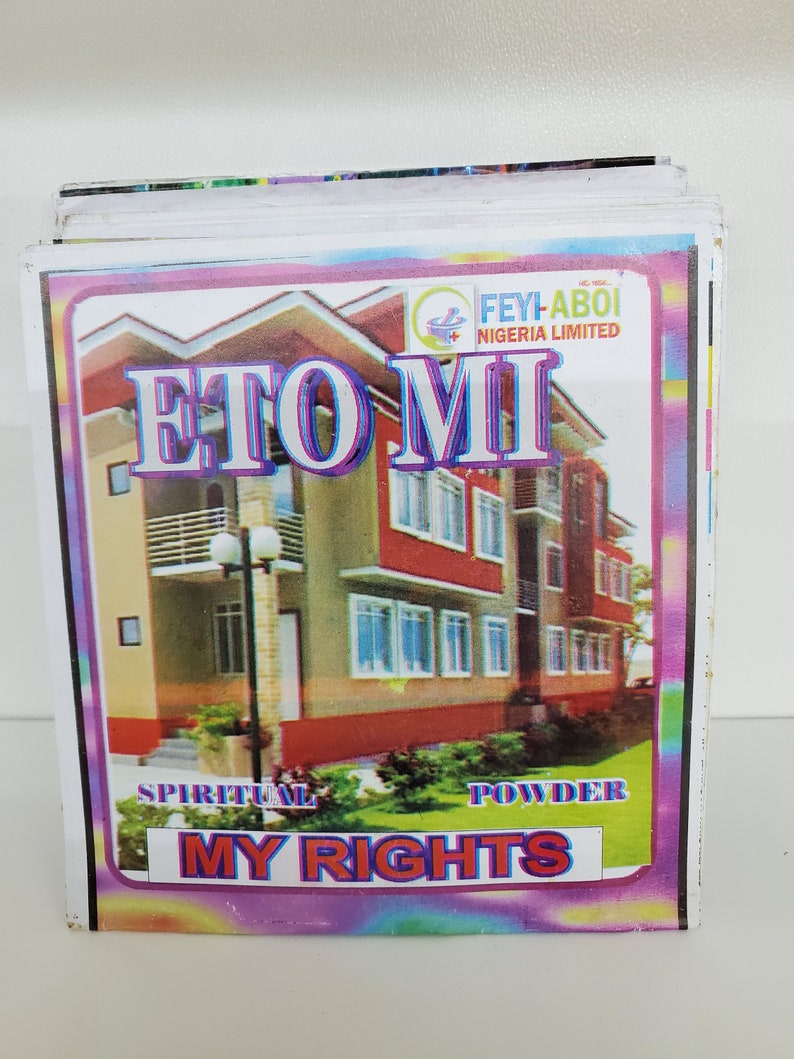 FEYI-ABOI
NIGERIA LIMITED
ETO MI
SPIRITUAL POWDER
MY RIGHTS